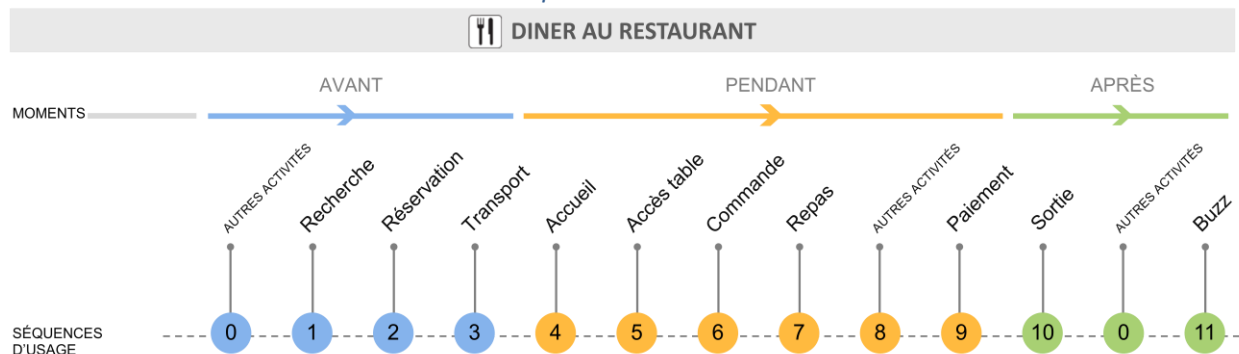 DINER AU RESTAURANT
AVANT
PENDANT
APRÈS
MOMENTS
AUTRES ACTIVITÉS
Recherche
Réservation
Transport
Accueil
Accès table
Commande
Repas
AUTRES ACTIVITÉS
Paiement
Sortie
AUTRES ACTIVITÉS
Buzz
SÉQUENCES
D'USAGE
0
1
2
3
4
5
6
7
8
9
10
0
11